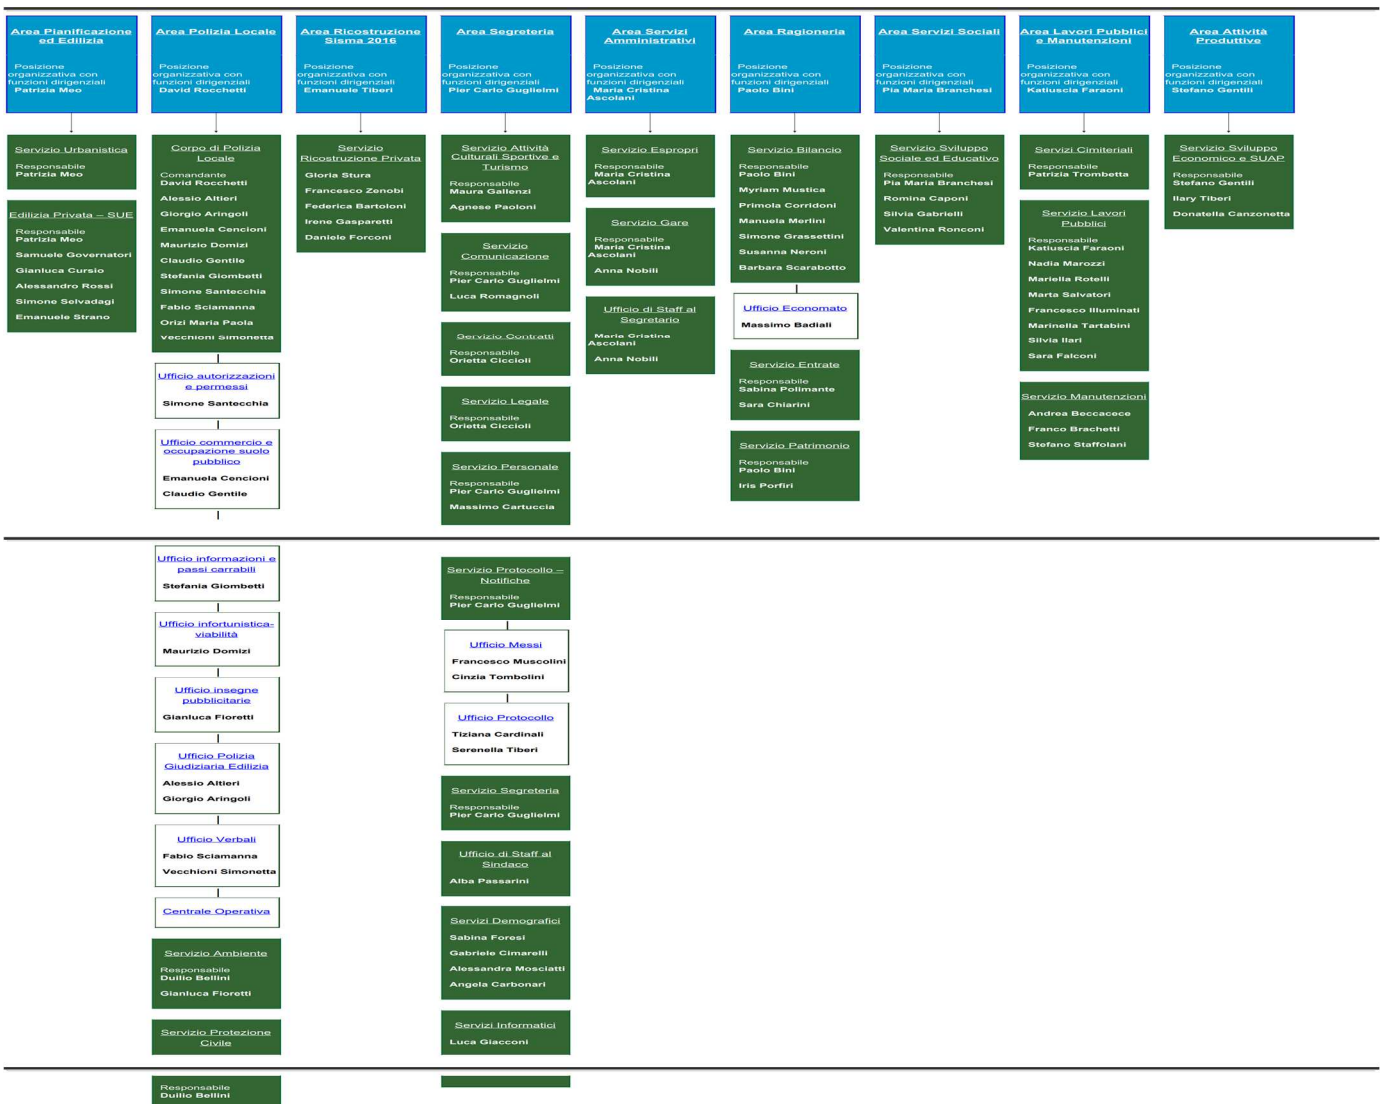 Area Pianificazione
ed Edilizia
Posizione
organizzativa con
funzioni dirigenziali
Patrizia Meo
Servizio Urbanistica
Responsabile
Patrizia Meo
Edilizia Privata – SUE
Responsabile
Patrizia Meo
Samuele Governatori
Gianluca Cursio
Alessandro Rossi
Simone Selvadagi
Emanuele Strano
Area Polizia Locale
Posizione
organizzativa con
funzioni dirigenziali
David Rocchetti
Corpo di Polizia
Locale
Comandante
David Rocchetti
Alessio Altieri
Giorgio Aringoli
Emanuela Cencioni
Maurizio Domizi
Claudio Gentile
Stefania Giombetti
Simone Santecchia
Fabio Sciamanna
Orizi Maria Paola
Vecchioni Simonetta
Ufficio autorizzazioni
e permessi
Simone Santecchia
Ufficio commercio e
occupazione suolo
pubblico
Emanuela Cencioni
Claudio Gentile
Ufficio informazioni e
passi carrabili
Stefania Giombetti
Ufficio infortunistica-
viabilità
Maurizio Domizi
Ufficio insegne
pubblicitarie
Gianluca Fioretti
Ufficio Polizia
Giudiziaria Edilizia
Alessio Altieri
Giorgio Aringoli
Ufficio Verbali
Fabio Sciamanna
Vecchioni Simonetta
Centrale Operativa
Servizio Ambiente
Responsabile
Duilio Bellini
Gianluca Fioretti
Servizio Protezione
Civile
Responsabile
Duilio Bellini
Area Ricostruzione
Sisma 2016
Posizione
organizzativa con
funzioni dirigenziali
Emanuele Tiberi
Servizio
Ricostruzione Privata
Gloria Stura
Francesco Zenobi
Federica Bartoloni
Irene Gasparetti
Daniele Forconi
Area Segreteria
Posizione
organizzativa con
funzioni dirigenziali
Pier Carlo Guglielmi
Servizio Attività
Culturali Sportive e
Turismo
Responsabile
Maura Gallenzi
Agnese Paoloni
Servizio
Comunicazione
Responsabile
Pier Carlo Guglielmi
Luca Romagnoli
Servizio Contratti
Responsabile
Orietta Ciccioli
Servizio Legale
Responsabile
Orietta Ciccioli
Servizio Personale
Responsabile
Pier Carlo Guglielmi
Massimo Cartuccia
Servizio Protocollo –
Notifiche
Responsabile
Pier Carlo Guglielmi
Ufficio Messi
Francesco Muscolini
Cinzia Tombolini
Ufficio Protocollo
Tiziana Cardinali
Serenella Tiberi
Servizio Segreteria
Responsabile
Pier Carlo Guglielmi
Ufficio di Staff al
Sindaco
Alba Passarini
Servizi Demografici
Sabina Foresi
Gabriele Cimarelli
Alessandra Mosciatti
Angela Carbonari
Servizi Informatici
Luca Giacconi
Area Servizi
Amministrativi
Posizione
organizzativa con
funzioni dirigenziali
Maria Cristina
Ascolani
Servizio Espropri
Responsabile
Maria Cristina
Ascolani
Servizio Gare
Responsabile
Maria Cristina
Ascolani
Anna Nobili
Ufficio di Staff al
Segretario
Maria Cristina
Ascolani
Anna Nobili
Area Ragioneria
Posizione
organizzativa con
funzioni dirigenziali
Paolo Bini
Servizio Bilancio
Responsabile
Paolo Bini
Myriam Mustica
Primola Corridoni
Manuela Merlini
Simone Grassettini
Susanna Neroni
Barbara Scarabotto
Ufficio Economato
Massimo Badiali
Servizio Entrate
Responsabile
Sabina Polimante
Sara Chiarini
Servizio Patrimonio
Responsabile
Paolo Bini
Iris Porfiri
Area Servizi Sociali
Posizione
organizzativa con
funzioni dirigenziali
Pia Maria Branchesi
Servizio Sviluppo
Sociale ed Educativo
Responsabile
Pia Maria Branchesi
Romina Caponi
Silvia Gabrielli
Valentina Ronconi
Area Lavori Pubblici
e Manutenzioni
Posizione
organizzativa con
funzioni dirigenziali
Katiuscia Faraoni
Servizi Cimiteriali
Responsabile
Patrizia Trombetta
Servizio Lavori
Pubblici
Responsabile
Katiuscia Faraoni
Nadia Marozzi
Mariella Rotelli
Marta Salvatori
Francesco Illuminati
Marinella Tartabini
Silvia Ilari
Sara Falconi
Servizio Manutenzioni
Andrea Beccacece
Franco Brachetti
Stefano Staffolani
Area Attività
Produttive
Posizione
organizzativa con
funzioni dirigenziali
Stefano Gentili
Servizio Sviluppo
Economico e SUAP
Responsabile
Stefano Gentili
Ilary Tiberi
Donatella Canzonetta